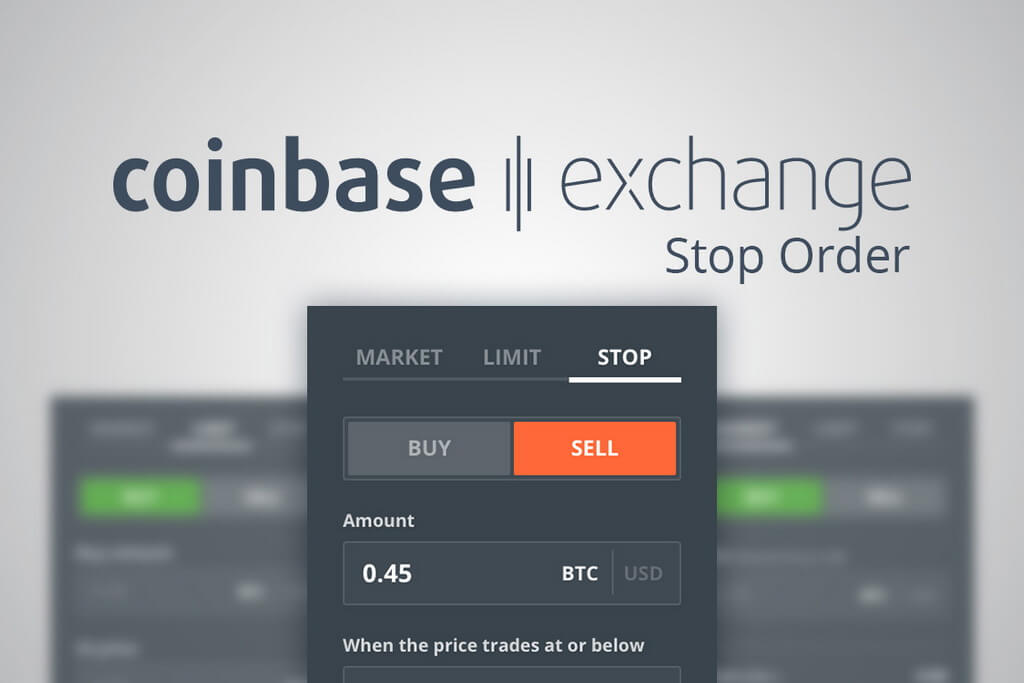 coinbase exchange
Stop Order
MARKET LIMIT STOP
BUY SELL
Amount
0.45 BTC USD
When the price trades at or below